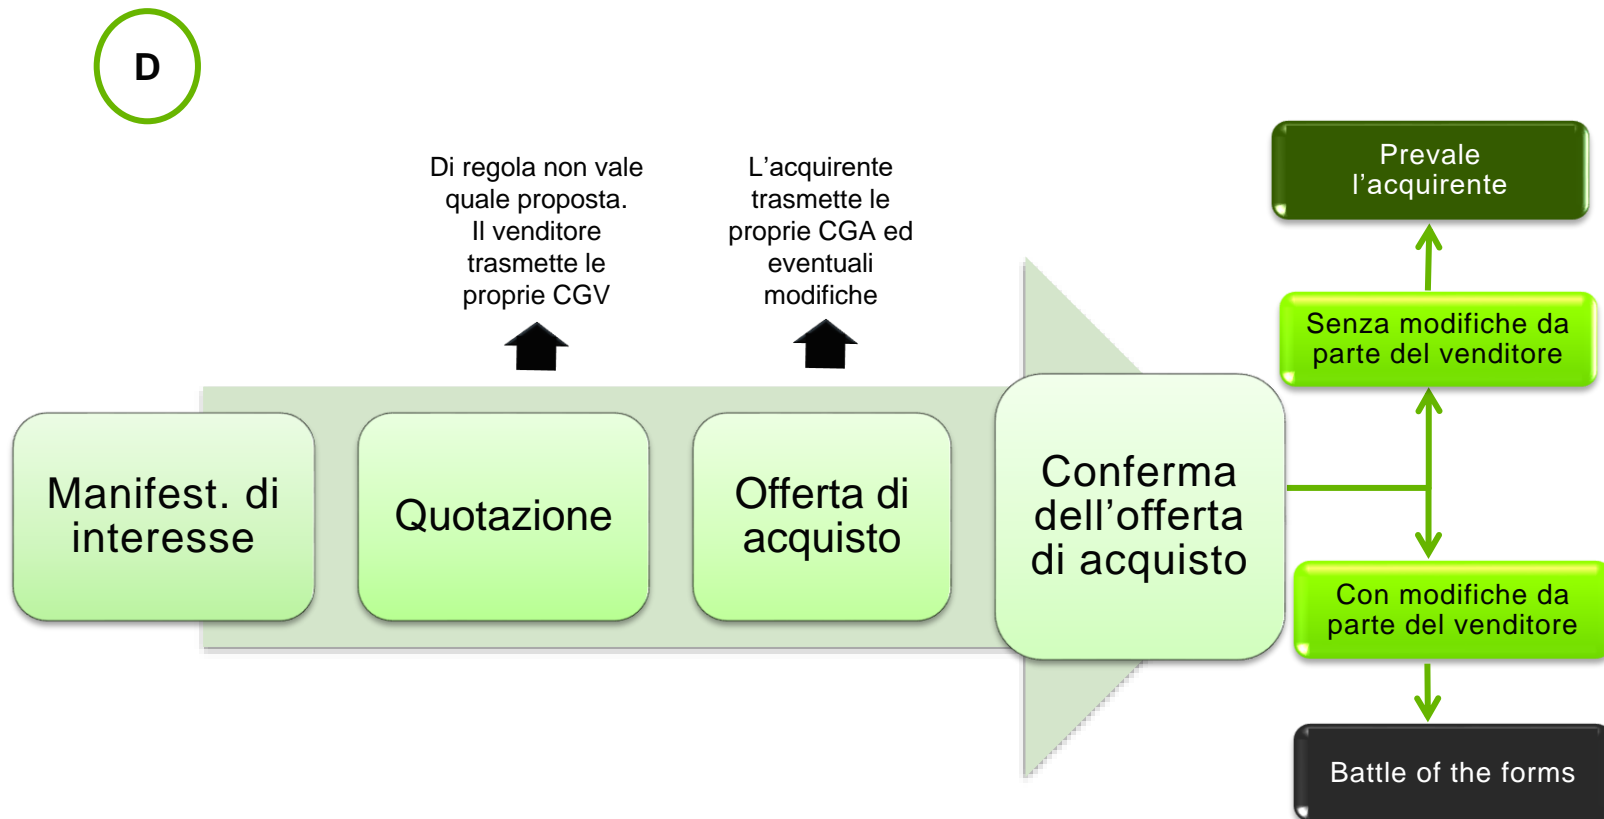 D
Di regola non vale
quale proposta.
Il venditore
trasmette le
proprie CGV
L’acquirente
trasmette le
proprie CGA ed
eventuali
modifiche
Manifest. di
interesse
Quotazione
Offerta di
acquisto
Conferma
dell’offerta
di acquisto
Prevale
l’acquirente
Senza modifiche da
parte del venditore
Con modifiche da
parte del venditore
Battle of the forms